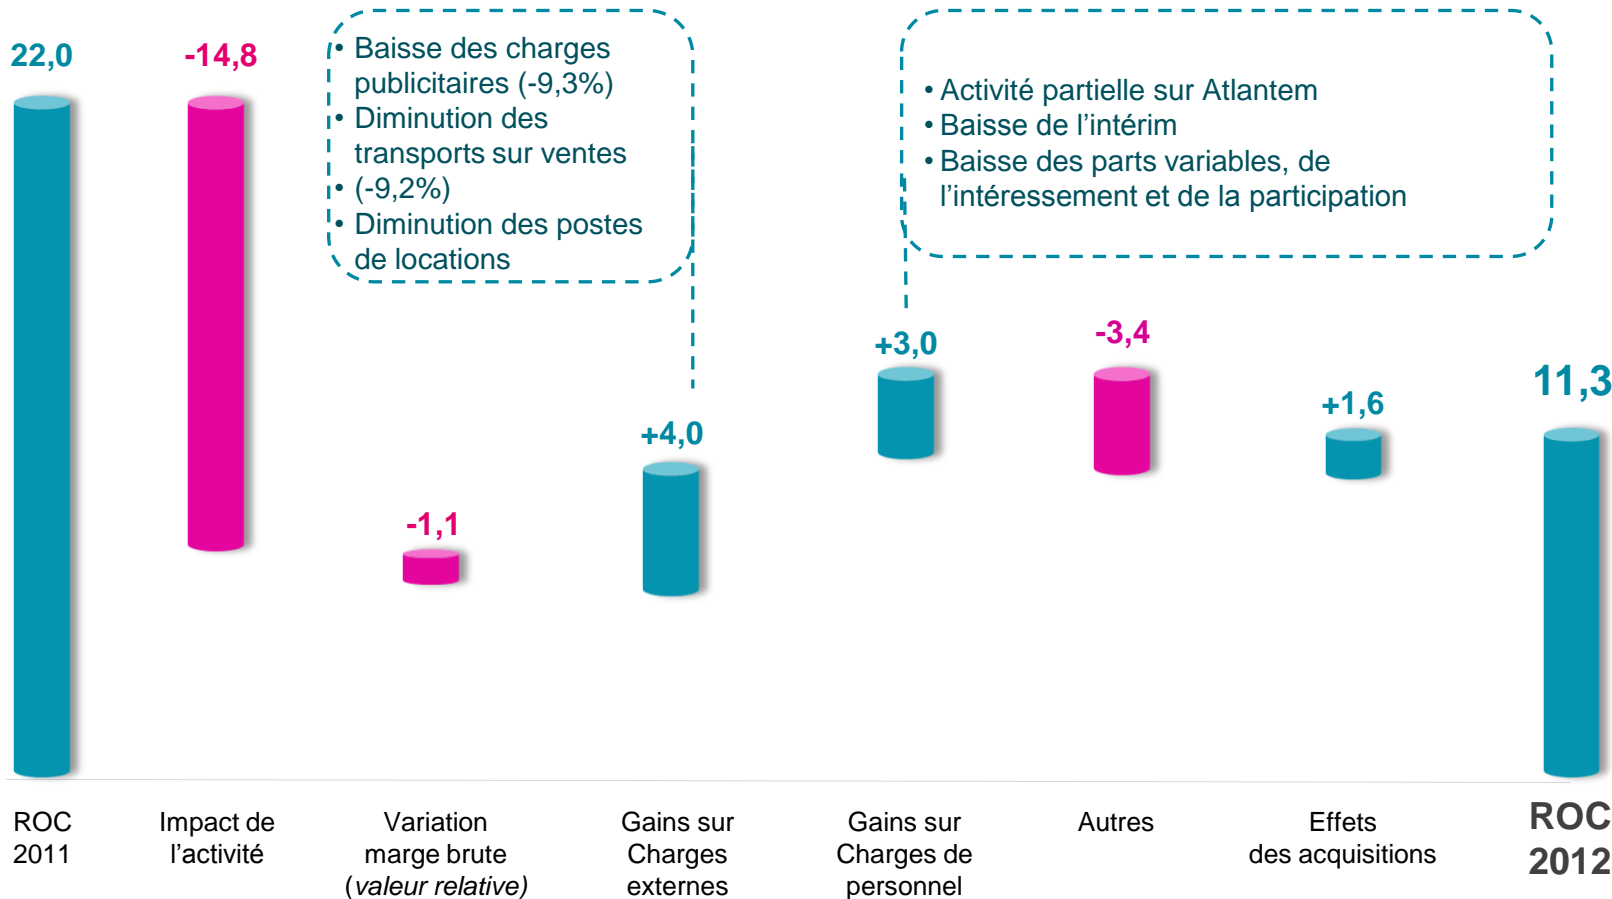 22,0
-14,8
• Baisse des charges
publicitaires (-9,3%)
• Diminution des
transports sur ventes
• (-9,2%)
• Diminution des postes
de locations
• Activité partielle sur Atlantem
• Baisse de l’intérim
• Baisse des parts variables, de
l’intéressement et de la participation
-1,1
+4,0
+3,0
-3,4
+1,6
11,3
ROC
2011
Impact de
l’activité
Variation
marge brute
(valeur relative)
Gains sur
Charges
externes
Gains sur
Charges de
personnel
Autres
Effets
des acquisitions
ROC
2012